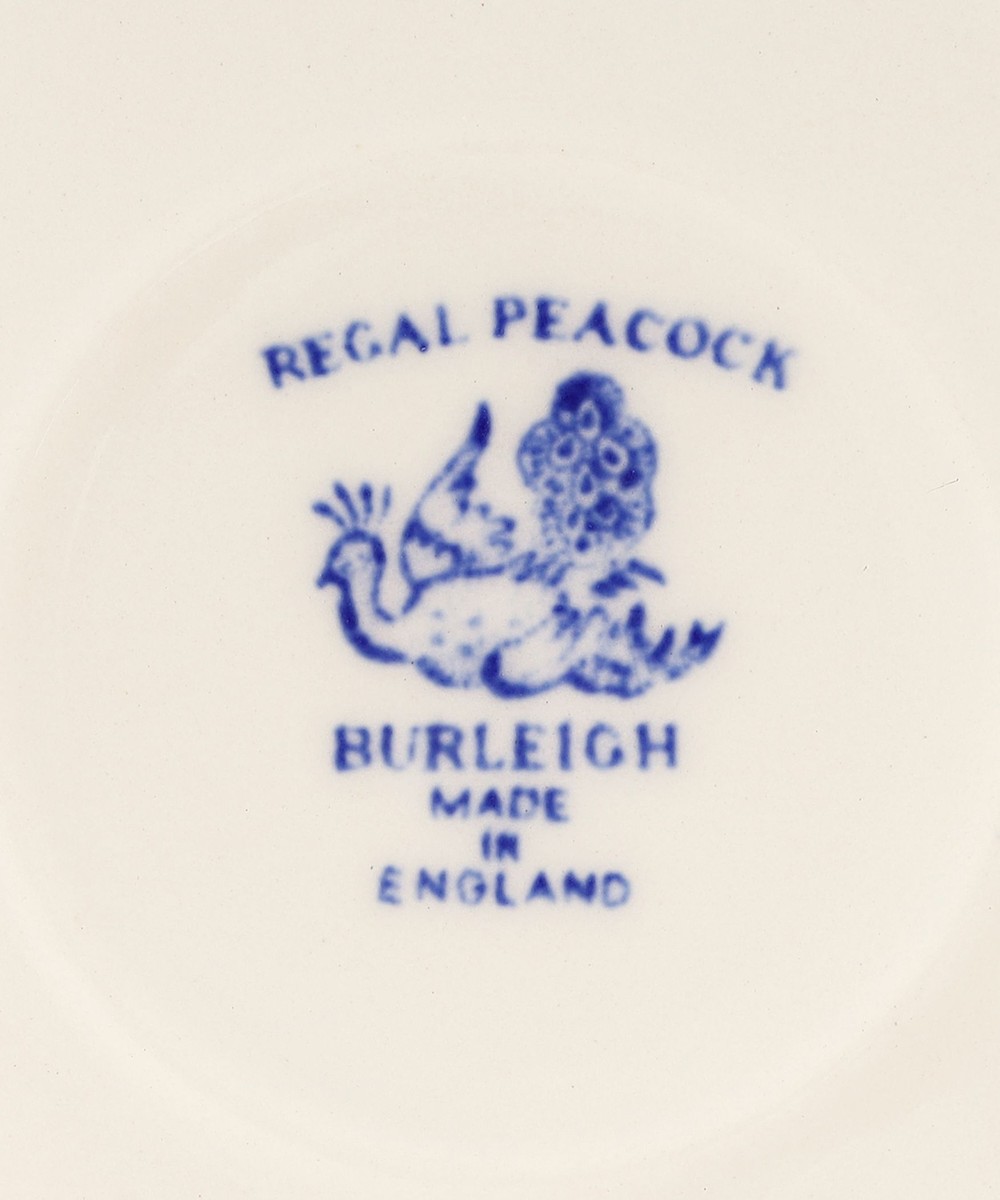 REGAL PEACOCK
BURLEIGH
MADE
IN
ENGLAND